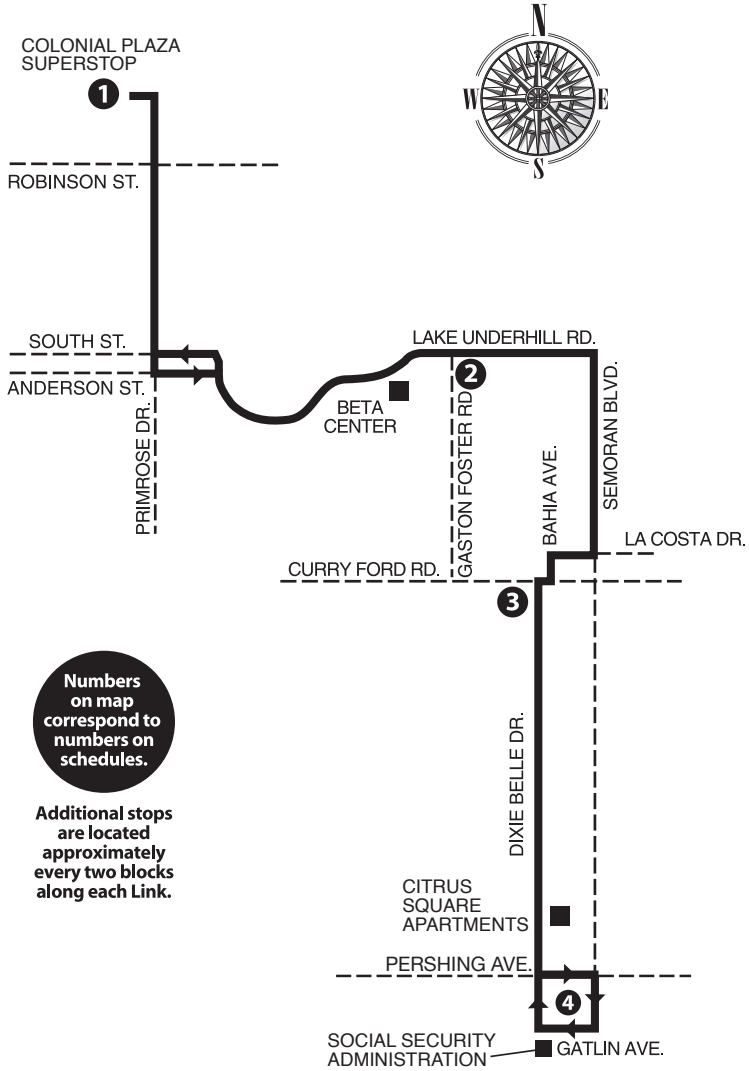 N
W
E
S
COLONIAL PLAZA
SUPERSTOP
1
ROBINSON ST.
SOUTH ST.
ANDERSON ST.
PRIMROSE DR.
LAKE UNDERHILL RD.
2
BETA
CENTER
GASTON FOSTER RD
BAHIA AVE.
SEMORAN BLVD.
LA COSTA DR.
CURRY FORD RD.
3
Numbers
on map
correspond to
numbers on
schedules.
Additional stops
are located
approximately
every two blocks
along each Link.
DIXIE BELLE DR.
CITRUS
SQUARE
APARTMENTS
PERSHING AVE.
4
SOCIAL SECURITY
ADMINISTRATION
GATLIN AVE.